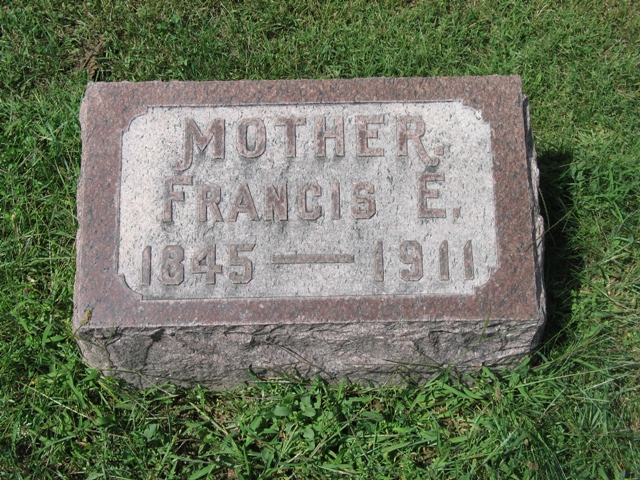 MOTHER.
FRANCIS E.
1845 — 1911